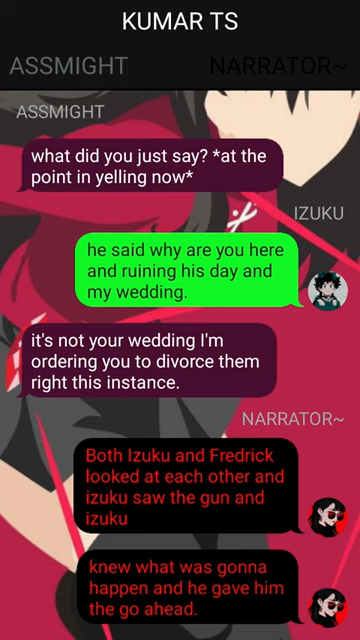 KUMAR TS
ASSMIGHT
NARRATOR~
ASSMIGHT
what did you just say? *at the
point in yelling now*
IZUKU
he said why are you here
and ruining his day and
my wedding.
it's not your wedding I'm
ordering you to divorce them
right this instance.
NARRATOR~
Both Izuku and Fredrick
looked at each other and
izuku saw the gun and
izuku
knew what was gonna
happen and he gave him
the go ahead.